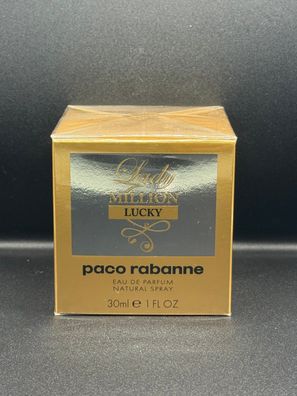 Lady
MILLION
LUCKY
paco rabanne
EAU DE PARFUM
NATURAL SPRAY
30ml e 1 FL OZ